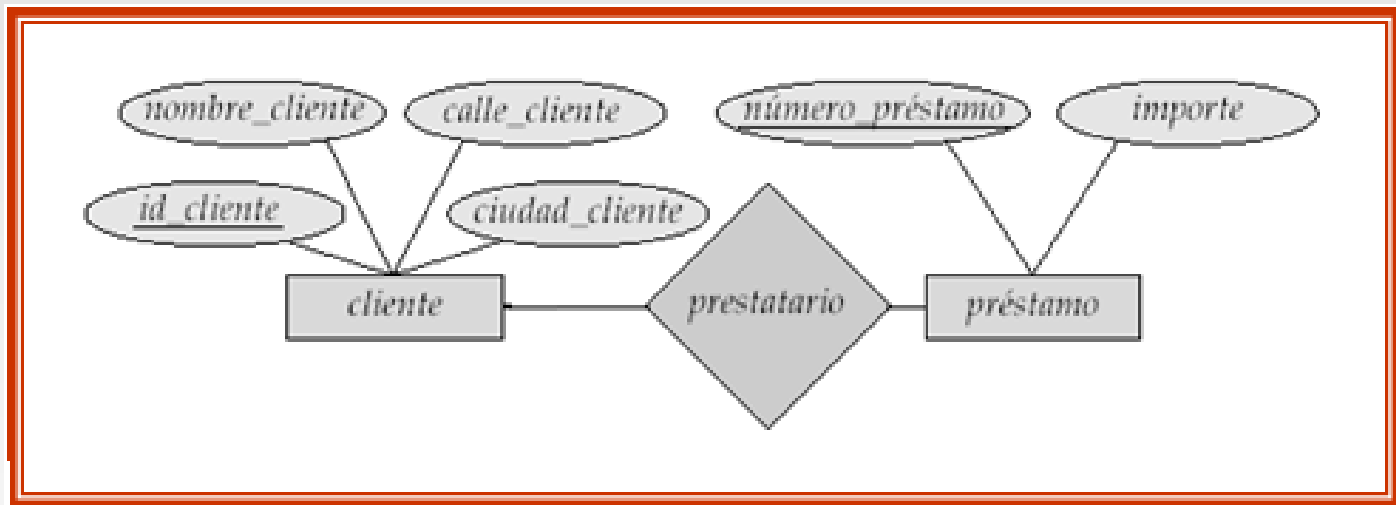 nombre_cliente
calle_cliente
número_préstamo
importe
id_cliente
ciudad_cliente
cliente
prestatario
préstamo